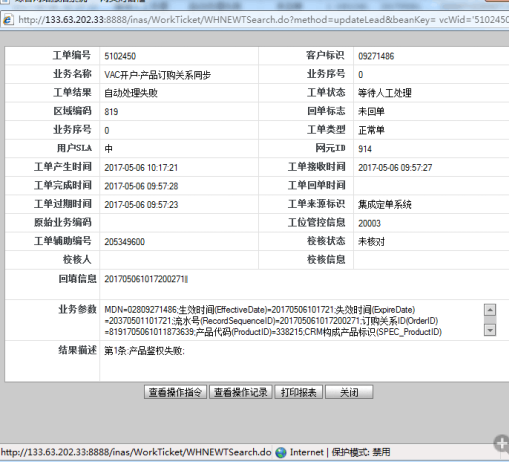 http://133.63.202.33:8888/inas/WorkTicket/WHNEWTSearch.do?method=updateLead&beanKey= vcWid='5102450
工单编号 5102450 客户标识 09271486
业务名称 VAC开户-产品订购关系同步 业务序号 0
工单结果 自动处理失败 工单状态 等待人工处理
区域编码 819 回单标志 未回单
业务序号 0 工单类型 正常单
用户SLA 中 网元ID 914
工单产生时间 2017-05-06 10:17:21 工单接收时间 2017-05-06 09:57:27
工单完成时间 2017-05-06 09:57:28 工单回单时间
工单过期时间 2017-05-06 09:57:23 工单来源标识 集成定单系统
原始业务编码 工位管控信息 20003
工单辅助编号 205349600 校核状态 未核对
校核人 校核信息
回填信息 201705061017200271||
业务参数 MDN=02809271486;生效时间(EffectiveDate)=20170506101721;失效时间(ExpireDate)
=20370501101721;流水号(RecordSequenceID)=201705061017200271;订购关系ID(OrderID)
=8191705061011873639;产品代码(ProductID)=338215;CRM构成产品标识(SPEC_ProductID)
结果描述 第1条:产品鉴权失败;
查看操作指令 查看操作记录 打印报表 关闭
http://133.63.202.33:8888/inas/WorkTicket/WHNEWTSearch.do Internet | 保护模式: 禁用